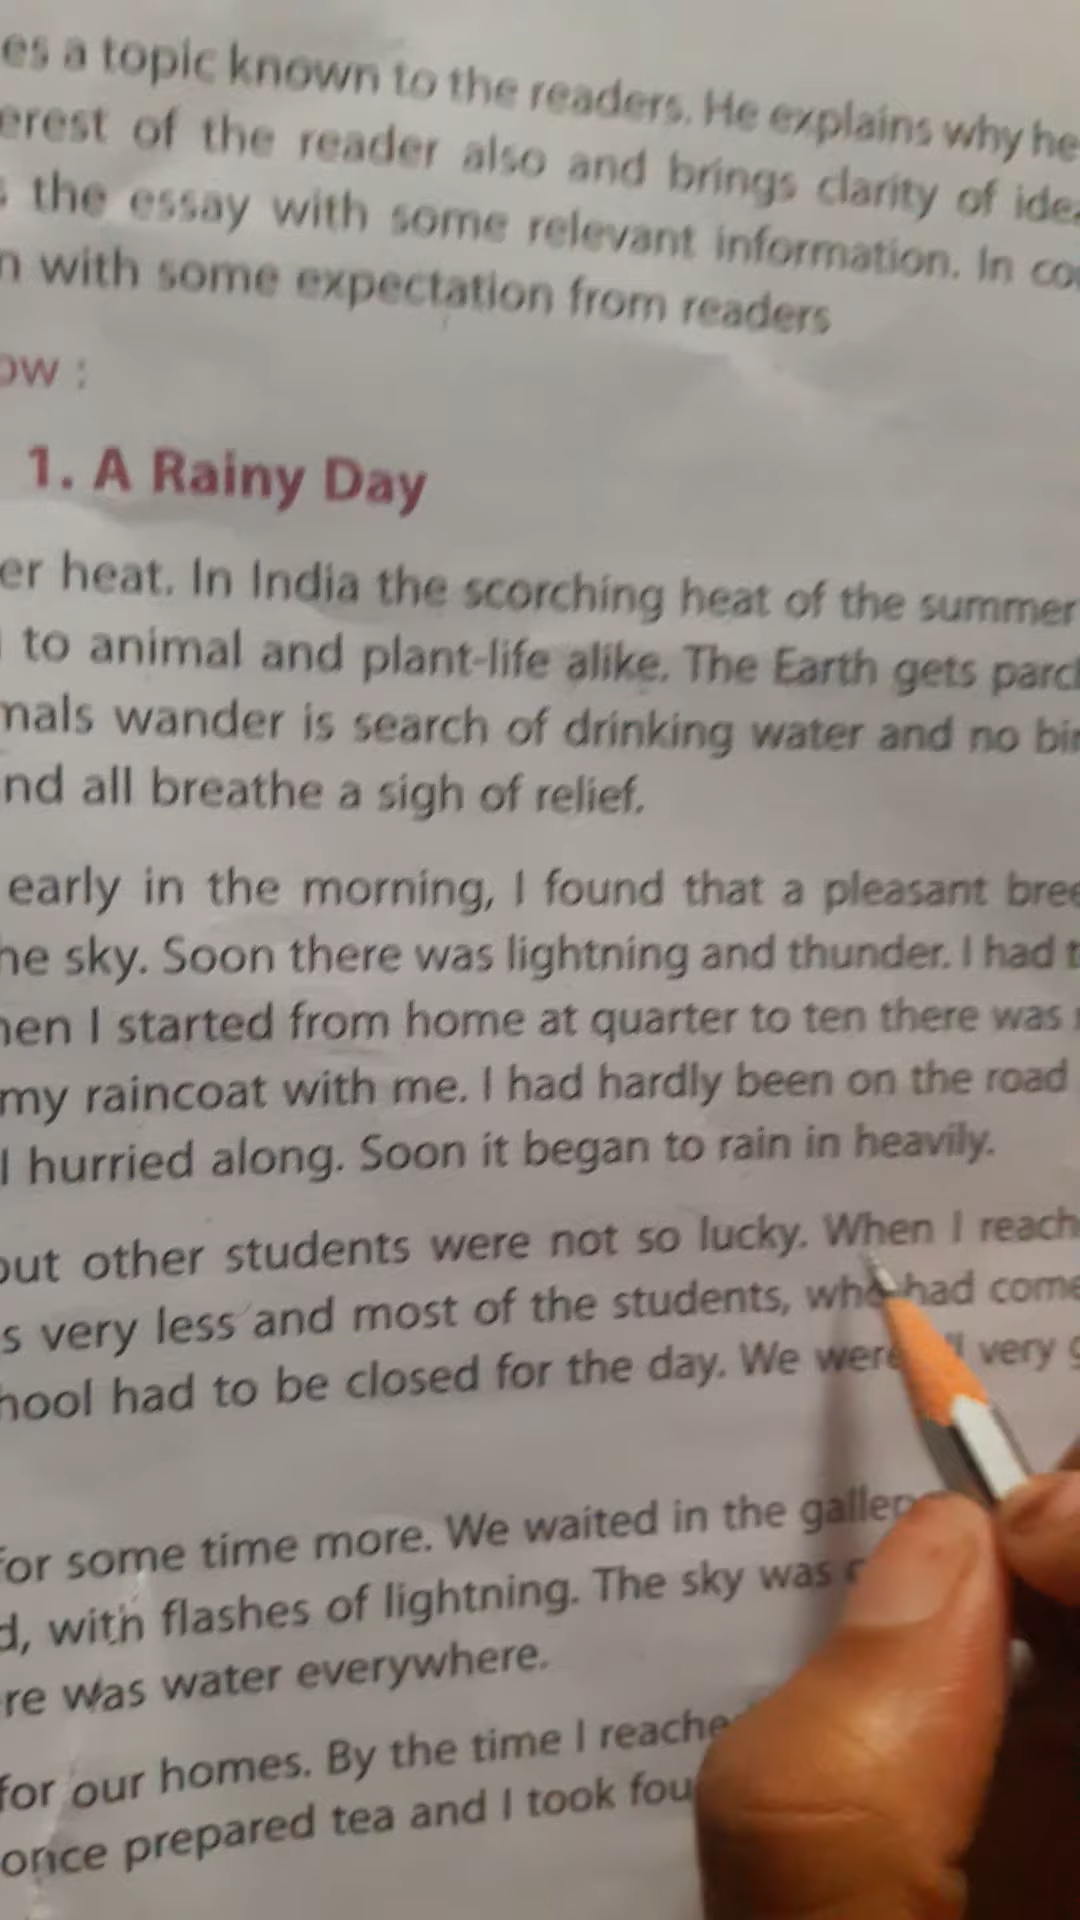 es a topic known to the readers. He explains why he
erest of the reader also and brings clarity of idea
s the essay with some relevant information. In co
n with some expectation from readers
ow :
1. A Rainy Day
er heat. In India the scorching heat of the summer
to animal and plant-life alike. The Earth gets parch
mals wander is search of drinking water and no bir
nd all breathe a sigh of relief.
early in the morning, I found that a pleasant bree
he sky. Soon there was lightning and thunder. I had t
hen I started from home at quarter to ten there was
my raincoat with me. I had hardly been on the road
I hurried along. Soon it began to rain in heavily.
out other students were not so lucky. When I reach
s very less and most of the students, who had come
hool had to be closed for the day. We were very g
for some time more. We waited in the galler
d, with flashes of lightning. The sky was
re was water everywhere.
for our homes. By the time I reache
once prepared tea and I took fou